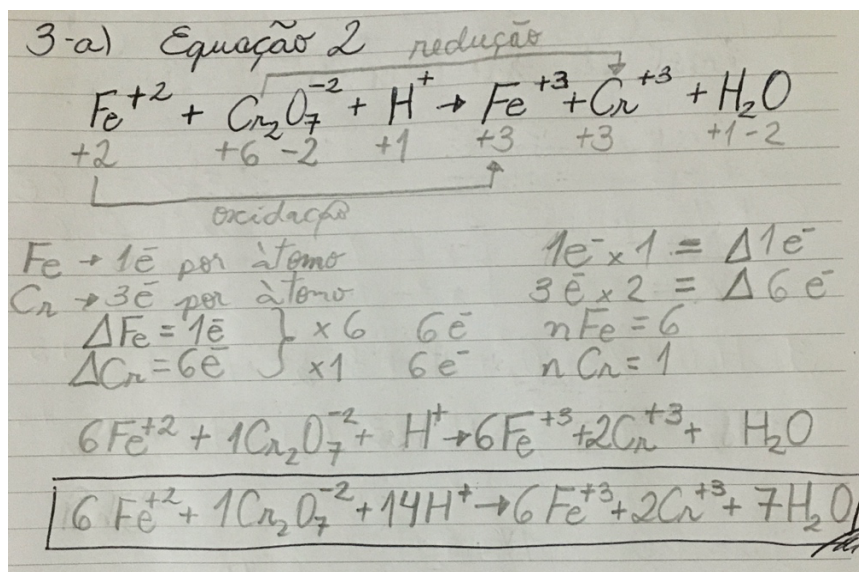 3-a) Equação 2 redução
Fe⁺² + Cr₂O₇⁻² + H⁺ → Fe⁺³ + Cr⁺³ + H₂O
+2 +6 -2 +1 +3 +3 +1 -2
oxidação
Fe → 1ē por àtomo 1e⁻ x 1 = Δ1e⁻
Cr → 3ē por àtomo 3ē x 2 = Δ6e⁻
ΔFe = 1ē } x6 6ē nFe = 6
ΔCr = 6ē } x1 6e⁻ nCr = 1
6Fe⁺² + 1Cr₂O₇⁻² + H⁺ → 6Fe⁺³ + 2Cr⁺³ + H₂O
6Fe⁺² + 1Cr₂O₇⁻² + 14H⁺ → 6Fe⁺³ + 2Cr⁺³ + 7H₂O